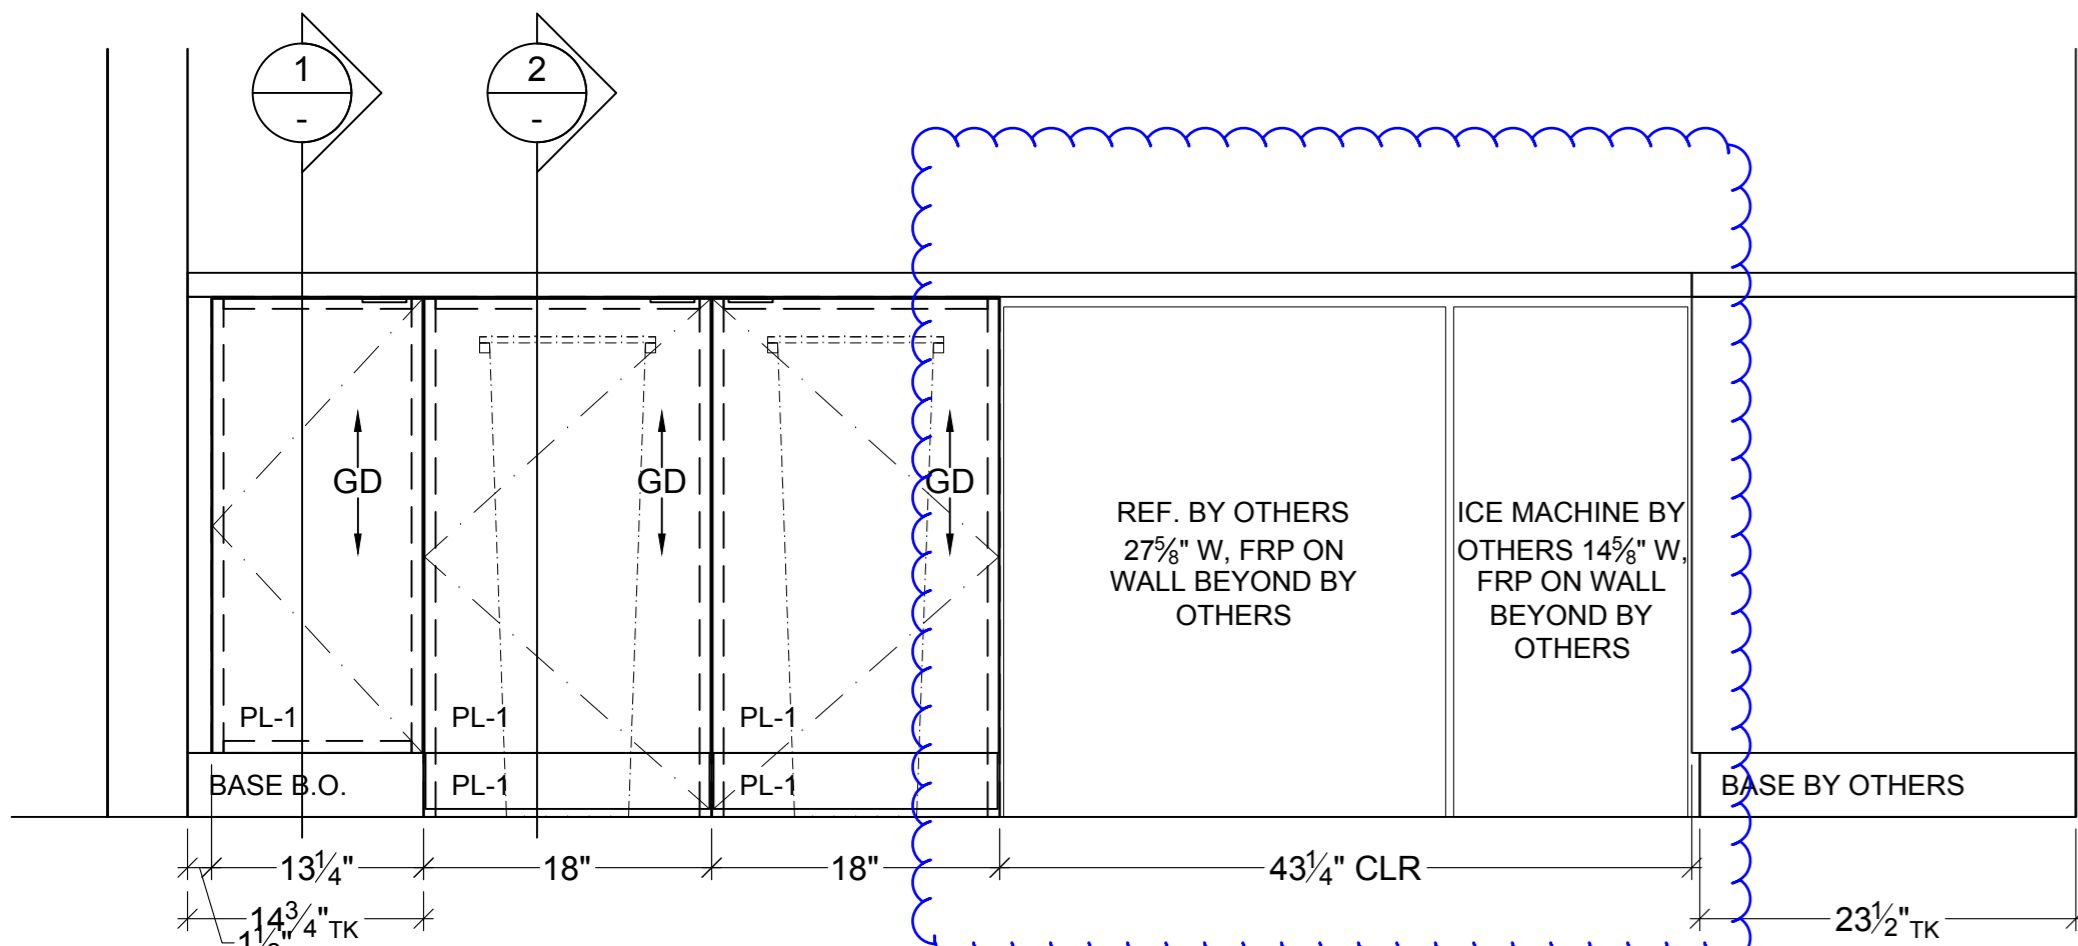 1
-
2
-
GD
GD
GD
REF. BY OTHERS
27⅝" W, FRP ON
WALL BEYOND BY
OTHERS
ICE MACHINE BY
OTHERS 14⅝" W,
FRP ON WALL
BEYOND BY
OTHERS
PL-1
PL-1
PL-1
BASE B.O.
PL-1
PL-1
BASE BY OTHERS
13¼"
18"
18"
43¼" CLR
14¾" TK
23½" TK